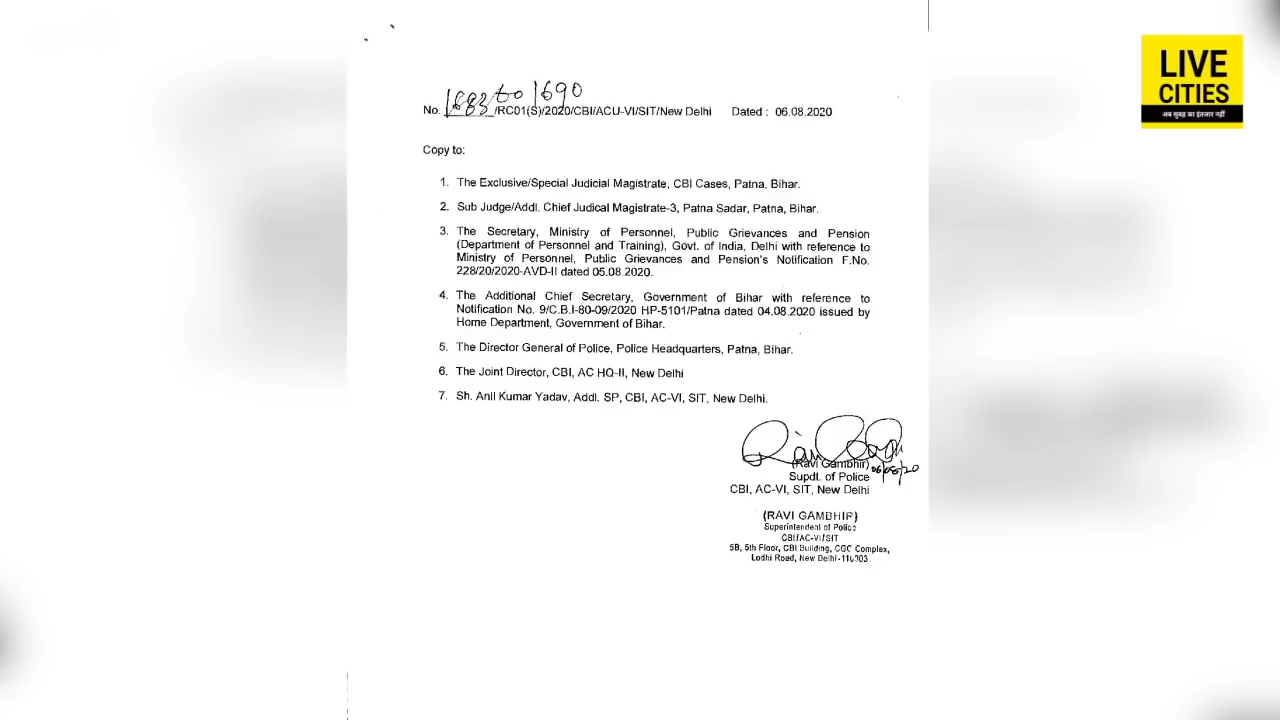 LIVE
CITIES
अब सुबह का इंतजार नहीं
No. 1683 to 1690 /RC01(S)/2020/CBI/ACU-VI/SIT/New Delhi Dated : 06.08.2020
Copy to:
1. The Exclusive/Special Judicial Magistrate, CBI Cases, Patna, Bihar.
2. Sub Judge/Addl. Chief Judical Magistrate-3, Patna Sadar, Patna, Bihar.
3. The Secretary, Ministry of Personnel, Public Grievances and Pension
(Department of Personnel and Training), Govt. of India, Delhi with reference to
Ministry of Personnel, Public Grievances and Pension's Notification F.No.
228/20/2020-AVD-II dated 05.08.2020.
4. The Additional Chief Secretary, Government of Bihar with reference to
Notification No. 9/C.B.I-80-09/2020 HP-5101/Patna dated 04.08.2020 issued by
Home Department, Government of Bihar.
5. The Director General of Police, Police Headquarters, Patna, Bihar.
6. The Joint Director, CBI, AC HQ-II, New Delhi
7. Sh. Anil Kumar Yadav, Addl. SP, CBI, AC-VI, SIT, New Delhi.
(Ravi Gambhir) 06/08/20
Supdt. of Police
CBI, AC-VI, SIT, New Delhi
(RAVI GAMBHIR)
Superintendent of Police
CBI/AC-VI/SIT
5B, 5th Floor, CBI Building, CGC Complex,
Lodhi Road, New Delhi-110003